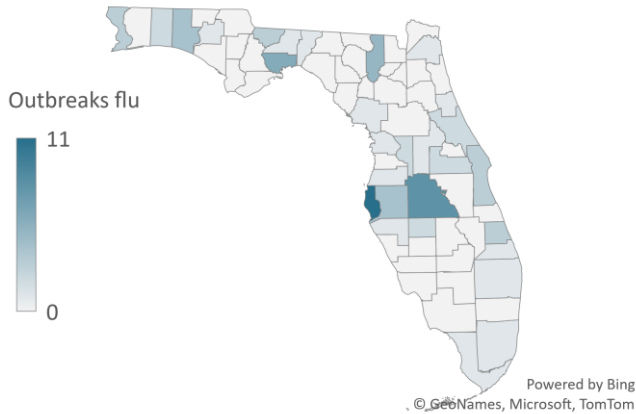 Outbreaks flu
11
0
Powered by Bing
© GeoNames, Microsoft, TomTom